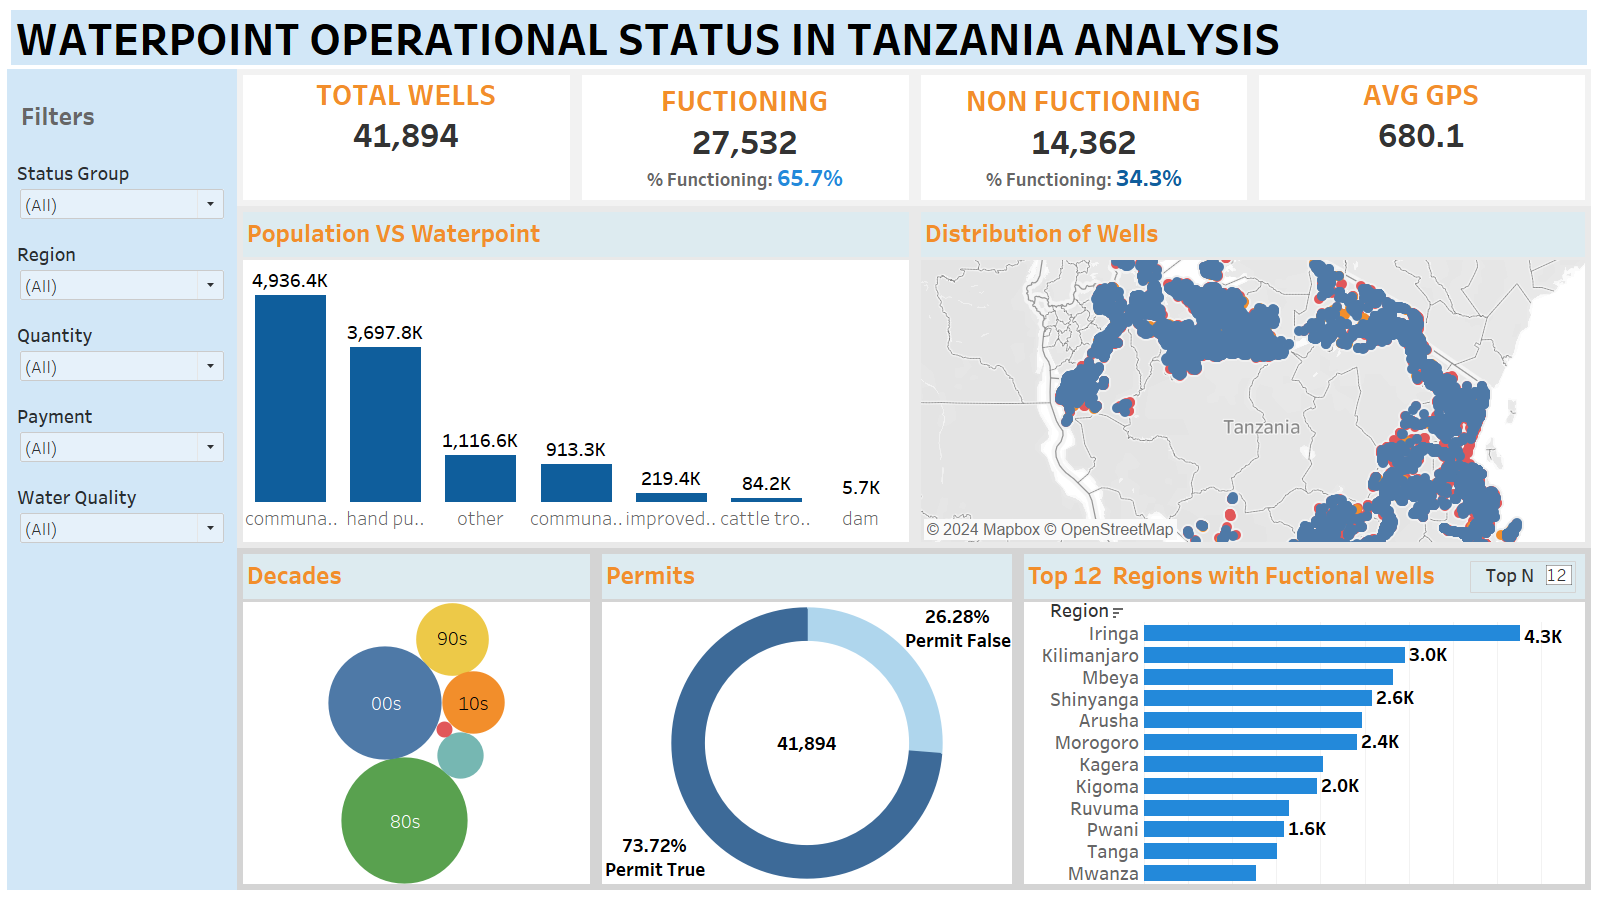 WATERPOINT OPERATIONAL STATUS IN TANZANIA ANALYSIS
Filters
Status Group
(All)
Region
(All)
Quantity
(All)
Payment
(All)
Water Quality
(All)
TOTAL WELLS
41,894
FUCTIONING
27,532
% Functioning: 65.7%
NON FUCTIONING
14,362
% Functioning: 34.3%
AVG GPS
680.1
Population VS Waterpoint
4,936.4K
3,697.8K
1,116.6K
913.3K
219.4K
84.2K
5.7K
communa.. hand pu.. other communa.. improved.. cattle tro.. dam
Distribution of Wells
Tanzania
© 2024 Mapbox © OpenStreetMap
Decades
90s
00s
10s
80s
Permits
26.28%
Permit False
41,894
73.72%
Permit True
Top 12 Regions with Fuctional wells
Top N 12
Region
Iringa 4.3K
Kilimanjaro 3.0K
Mbeya
Shinyanga 2.6K
Arusha
Morogoro 2.4K
Kagera
Kigoma 2.0K
Ruvuma
Pwani 1.6K
Tanga
Mwanza